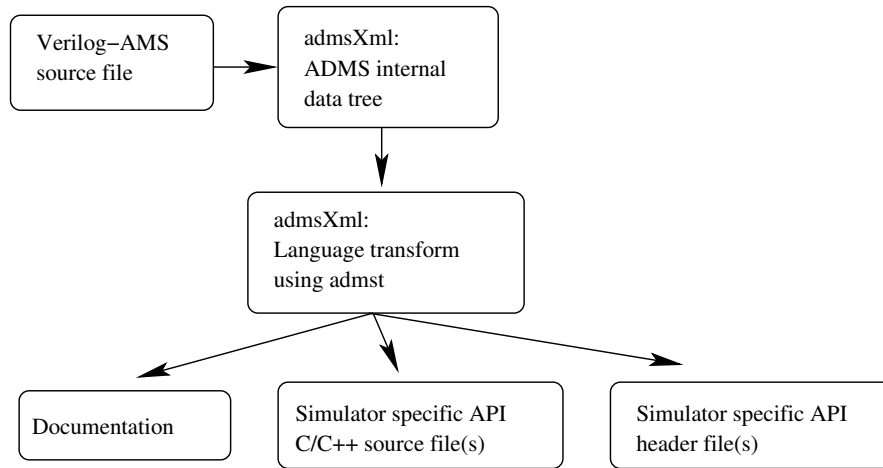 Verilog−AMS
source file
admsXml:
ADMS internal
data tree
admsXml:
Language transform
using admst
Documentation
Simulator specific API
C/C++ source file(s)
Simulator specific API
header file(s)